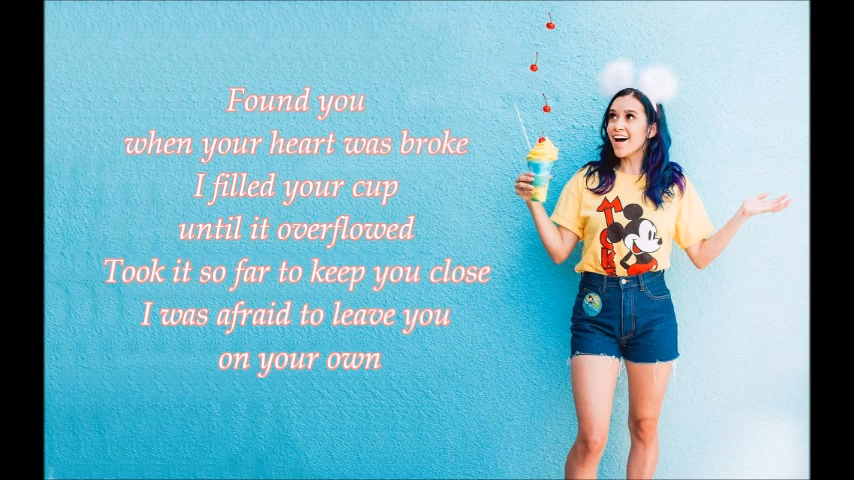 Found you
when your heart was broke
I filled your cup
until it overflowed
Took it so far to keep you close
I was afraid to leave you
on your own